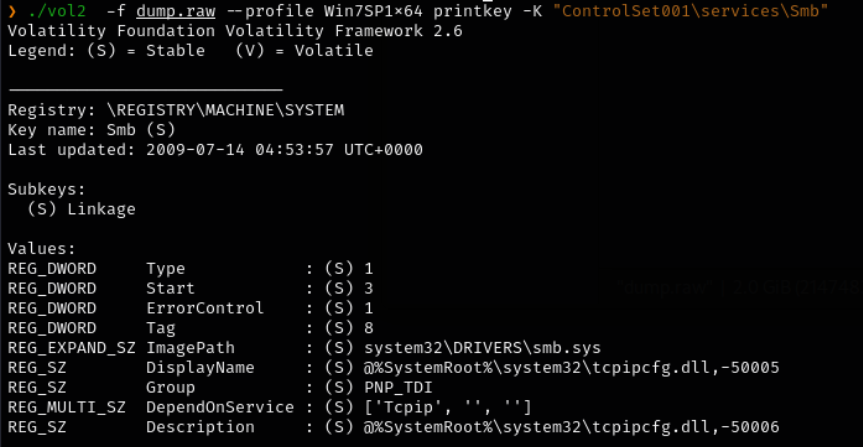 ❯ ./vol2 -f dump.raw --profile Win7SP1×64 printkey -K "ControlSet001\services\Smb"
Volatility Foundation Volatility Framework 2.6
Legend: (S) = Stable (V) = Volatile
____________________________
Registry: \REGISTRY\MACHINE\SYSTEM
Key name: Smb (S)
Last updated: 2009-07-14 04:53:57 UTC+0000
Subkeys:
(S) Linkage
Values:
REG_DWORD Type : (S) 1
REG_DWORD Start : (S) 3
REG_DWORD ErrorControl : (S) 1
REG_DWORD Tag : (S) 8
REG_EXPAND_SZ ImagePath : (S) system32\DRIVERS\smb.sys
REG_SZ DisplayName : (S) @%SystemRoot%\system32\tcpipcfg.dll,-50005
REG_SZ Group : (S) PNP_TDI
REG_MULTI_SZ DependOnService : (S) ['Tcpip', '', '']
REG_SZ Description : (S) @%SystemRoot%\system32\tcpipcfg.dll,-50006